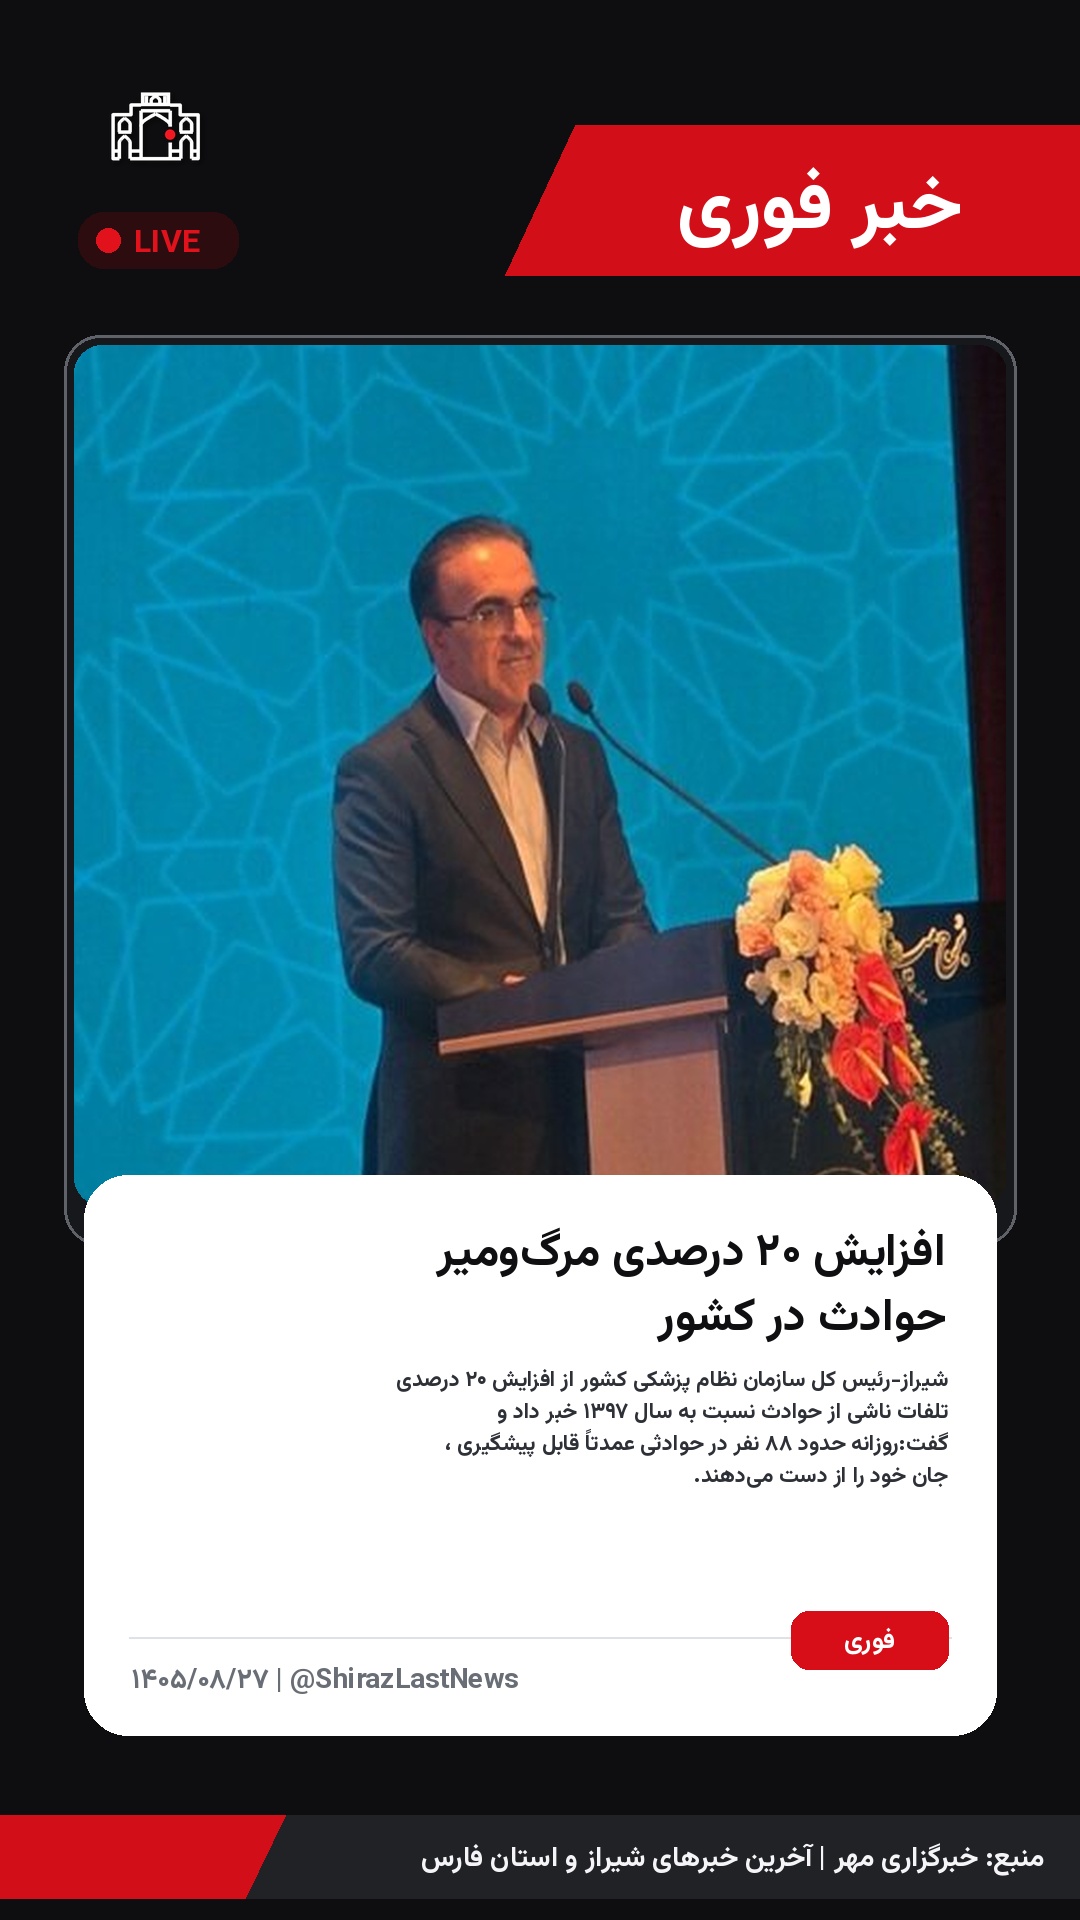 خبر فوری
LIVE
افزایش ۲۰ درصدی مرگ‌ومیر
حوادث در کشور
شیراز-رئیس کل سازمان نظام پزشکی کشور از افزایش ۲۰ درصدی
تلفات ناشی از حوادث نسبت به سال ۱۳۹۷ خبر داد و
گفت:روزانه حدود ۸۸ نفر در حوادثی عمدتاً قابل پیشگیری ،
جان خود را از دست می‌دهند.
فوری
۱۴۰۵/۰۸/۲۷ | @ShirazLastNews
منبع: خبرگزاری مهر | آخرین خبرهای شیراز و استان فارس